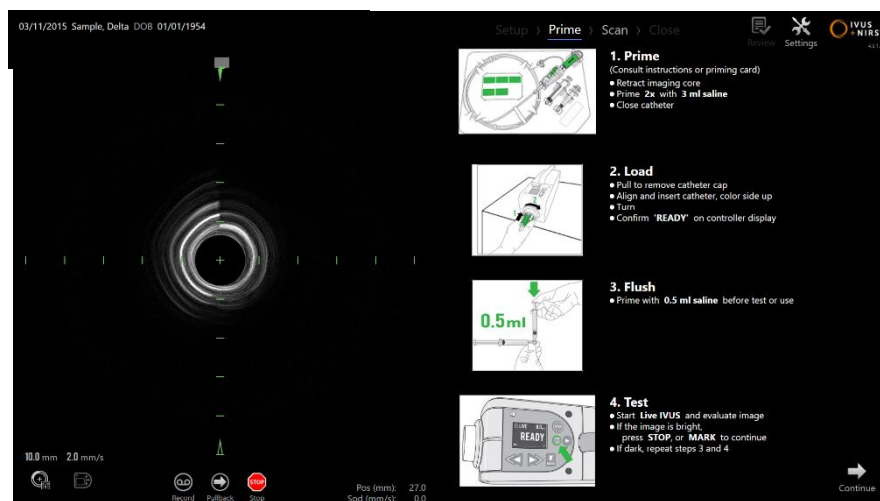 03/11/2015 Sample, Delta DOB 01/01/1954
Setup > Prime > Scan > Close
Review
Settings
IVUS
+NIRS
1. Prime
(Consult instructions or priming card)
• Retract imaging core
• Prime 2x with 3 ml saline
• Close catheter
2. Load
• Pull to remove catheter cap
• Align and insert catheter, color side up
• Turn
• Confirm "READY" on controller display
1
2
3. Flush
• Prime with 0.5 ml saline before test or use
0.5ml
4. Test
• Start Live IVUS and evaluate image
• If the image is bright,
press STOP, or MARK to continue
• If dark, repeat steps 3 and 4
LIVE
READY
10.0 mm 2.0 mm/s
Record
Pullback
STOP
Stop
Pos (mm): 27.0
Spd (mm/s): 0.0
Continue